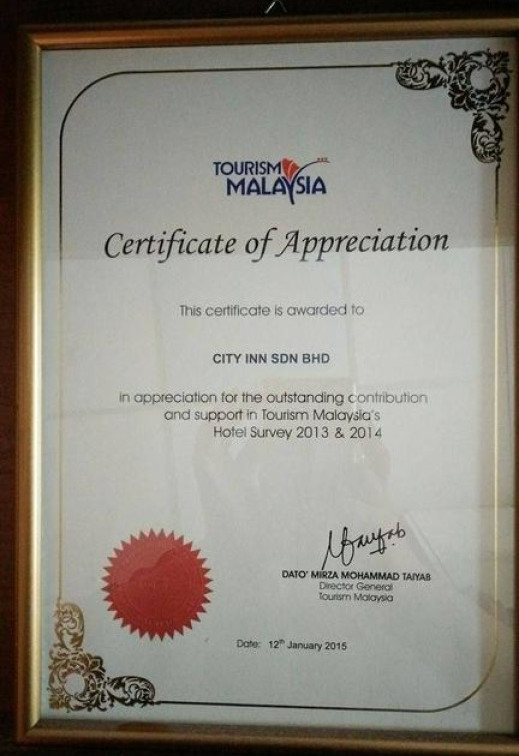 TOURISM
MALAYSIA
Certificate of Appreciation
This certificate is awarded to
CITY INN SDN BHD
in appreciation for the outstanding contribution
and support in Tourism Malaysia's
Hotel Survey 2013 & 2014
DATO' MIRZA MOHAMMAD TAIYAB
Director General
Tourism Malaysia
Date: 12th January 2015